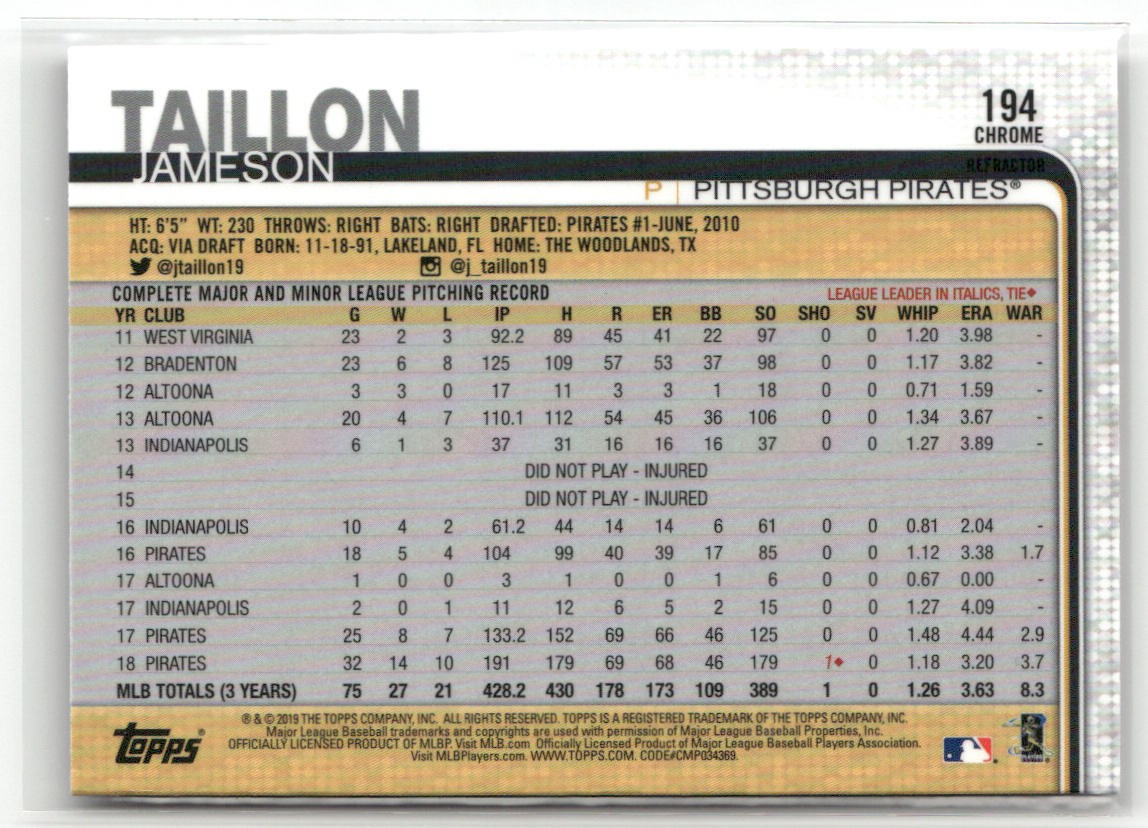 TAILLON
JAMESON
194
CHROME
REFRACTOR
P | PITTSBURGH PIRATES®
HT: 6'5" WT: 230 THROWS: RIGHT BATS: RIGHT DRAFTED: PIRATES #1-JUNE, 2010
ACQ: VIA DRAFT BORN: 11-18-91, LAKELAND, FL HOME: THE WOODLANDS, TX
@jtaillon19 @j_taillon19
COMPLETE MAJOR AND MINOR LEAGUE PITCHING RECORD LEAGUE LEADER IN ITALICS, TIE◆
YR CLUB G W L IP H R ER BB SO SHO SV WHIP ERA WAR
11 WEST VIRGINIA 23 2 3 92.2 89 45 41 22 97 0 0 1.20 3.98 -
12 BRADENTON 23 6 8 125 109 57 53 37 98 0 0 1.17 3.82 -
12 ALTOONA 3 3 0 17 11 3 3 1 18 0 0 0.71 1.59 -
13 ALTOONA 20 4 7 110.1 112 54 45 36 106 0 0 1.34 3.67 -
13 INDIANAPOLIS 6 1 3 37 31 16 16 16 37 0 0 1.27 3.89 -
14 DID NOT PLAY - INJURED
15 DID NOT PLAY - INJURED
16 INDIANAPOLIS 10 4 2 61.2 44 14 14 6 61 0 0 0.81 2.04 -
16 PIRATES 18 5 4 104 99 40 39 17 85 0 0 1.12 3.38 1.7
17 ALTOONA 1 0 0 3 1 0 0 1 6 0 0 0.67 0.00 -
17 INDIANAPOLIS 2 0 1 11 12 6 5 2 15 0 0 1.27 4.09 -
17 PIRATES 25 8 7 133.2 152 69 66 46 125 0 0 1.48 4.44 2.9
18 PIRATES 32 14 10 191 179 69 68 46 179 1◆ 0 1.18 3.20 3.7
MLB TOTALS (3 YEARS) 75 27 21 428.2 430 178 173 109 389 1 0 1.26 3.63 8.3
topps®
® & © 2019 THE TOPPS COMPANY, INC. ALL RIGHTS RESERVED. TOPPS IS A REGISTERED TRADEMARK OF THE TOPPS COMPANY, INC.
Major League Baseball trademarks and copyrights are used with permission of Major League Baseball Properties, Inc.
OFFICIALLY LICENSED PRODUCT OF MLBP. Visit MLB.com Officially Licensed Product of Major League Baseball Players Association.
Visit MLBPlayers.com. WWW.TOPPS.COM. CODE#CMP034369.